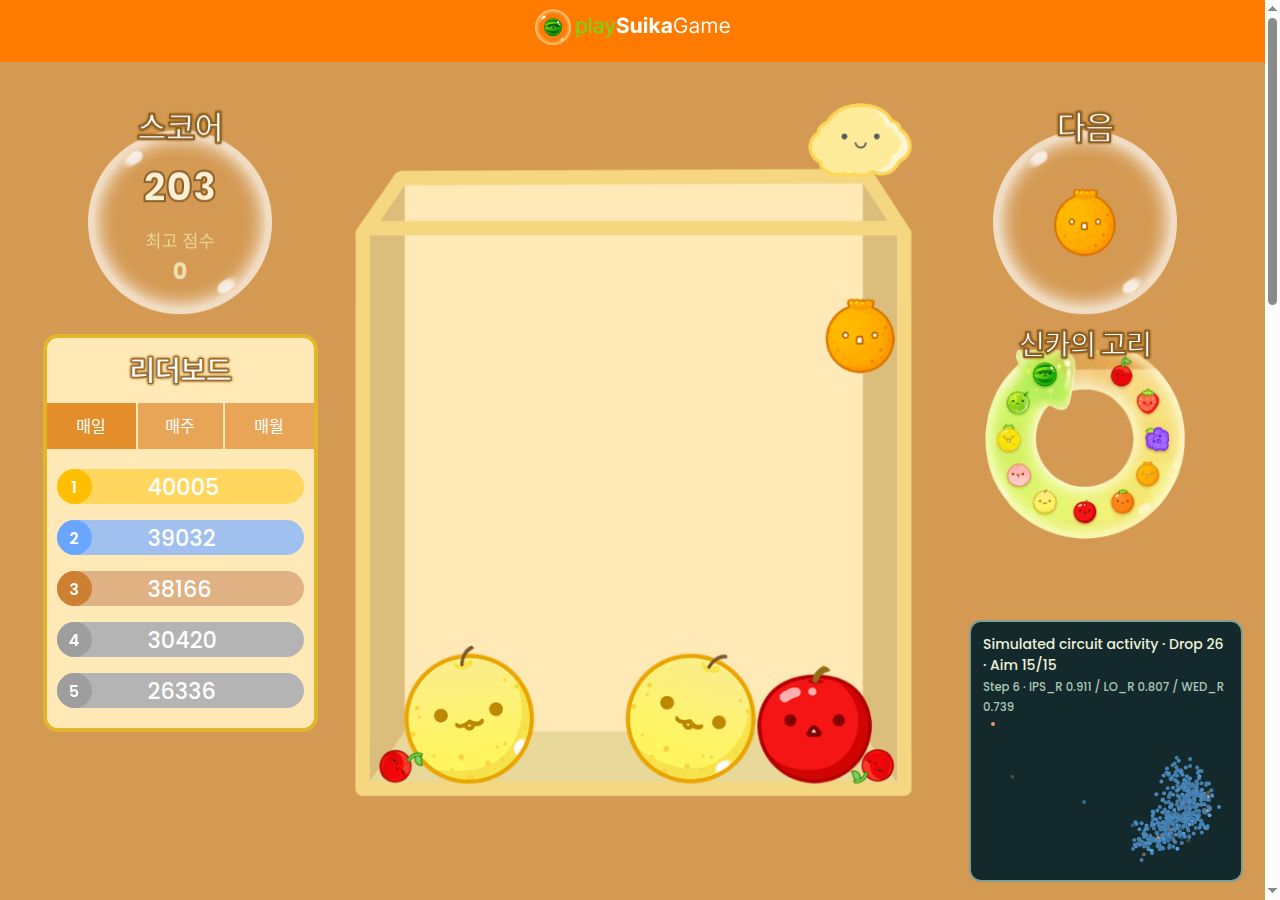 playSuikaGame
스코어
203
최고 점수
0
리더보드
매일 매주 매월
1 40005
2 39032
3 38166
4 30420
5 26336
다음
신카의 고리
Simulated circuit activity · Drop 26
· Aim 15/15
Step 6 · IPS_R 0.911 / LO_R 0.807 / WED_R
0.739